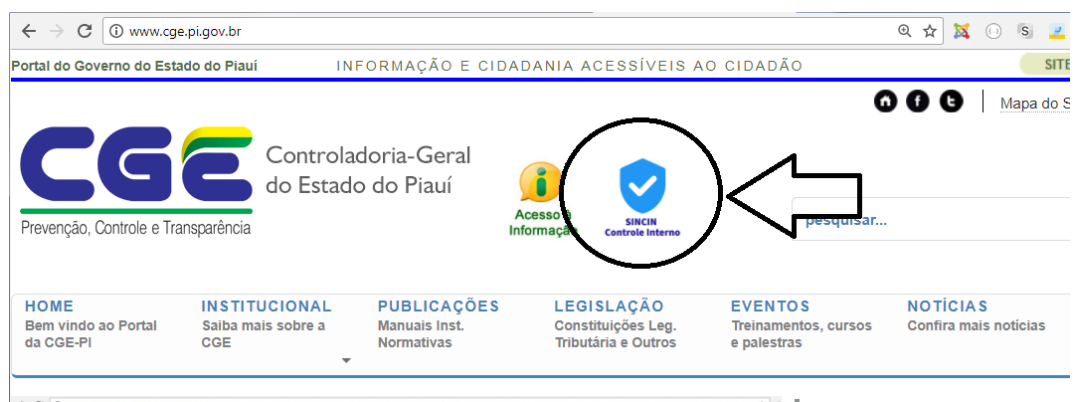 www.cge.pi.gov.br
Portal do Governo do Estado do Piauí INFORMAÇÃO E CIDADANIA ACESSÍVEIS AO CIDADÃO SITE
Mapa do S
CGE
Controladoria-Geral
do Estado do Piauí
Prevenção, Controle e Transparência
Acesso à
Informação
SINCIN
Controle Interno
pesquisar...
HOME
Bem vindo ao Portal
da CGE-PI
INSTITUCIONAL
Saiba mais sobre a
CGE
PUBLICAÇÕES
Manuais Inst.
Normativas
LEGISLAÇÃO
Constituições Leg.
Tributária e Outros
EVENTOS
Treinamentos, cursos
e palestras
NOTÍCIAS
Confira mais notícias